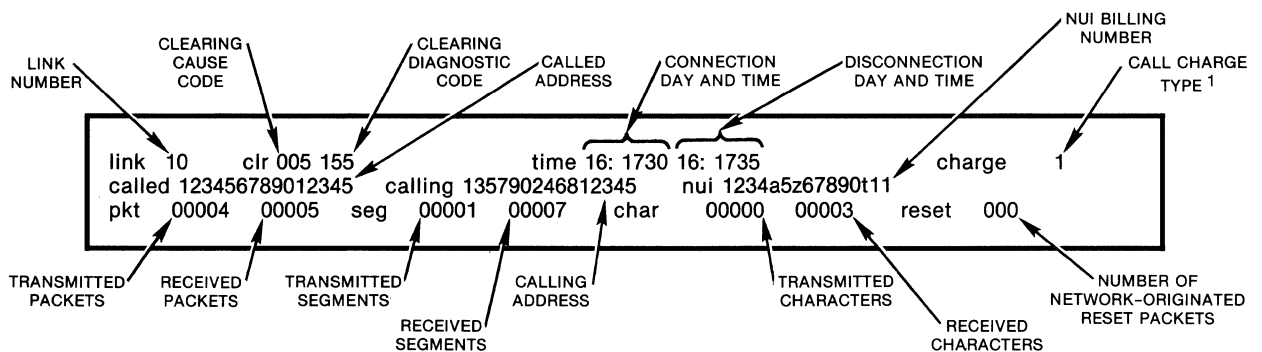 NUI BILLING
NUMBER
CLEARING
CAUSE
CODE
CLEARING
DIAGNOSTIC
CODE
LINK
NUMBER
CALLED
ADDRESS
CONNECTION
DAY AND TIME
DISCONNECTION
DAY AND TIME
CALL CHARGE
TYPE 1
link 10 clr 005 155 time 16: 1730 16: 1735 charge 1
called 123456789012345 calling 135790246812345 nui 1234a5z67890t11
pkt 00004 00005 seg 00001 00007 char 00000 00003 reset 000
TRANSMITTED
PACKETS
RECEIVED
PACKETS
TRANSMITTED
SEGMENTS
RECEIVED
SEGMENTS
CALLING
ADDRESS
TRANSMITTED
CHARACTERS
RECEIVED
CHARACTERS
NUMBER OF
NETWORK-ORIGINATED
RESET PACKETS